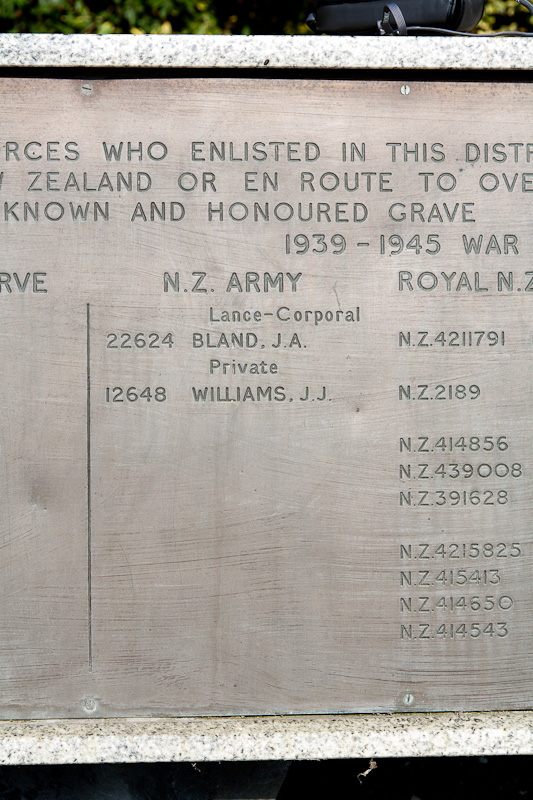 RCES WHO ENLISTED IN THIS DISTR
ZEALAND OR EN ROUTE TO OVE
KNOWN AND HONOURED GRAVE
1939 - 1945 WAR
RVE N.Z. ARMY ROYAL N.Z
Lance-Corporal
22624 BLAND, J.A. N.Z.4211791
Private
12648 WILLIAMS, J.J. N.Z.2189
N.Z.414856
N.Z.439008
N.Z.391628
N.Z.4215825
N.Z.415413
N.Z.414650
N.Z.414543